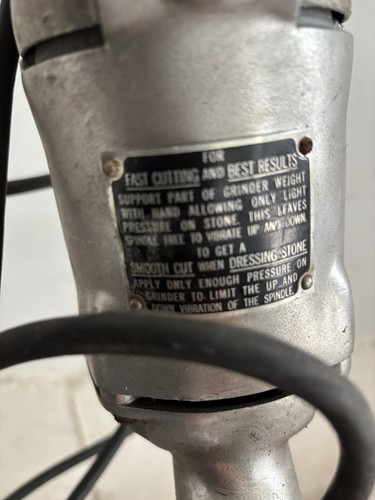 FOR
FAST CUTTING AND BEST RESULTS
SUPPORT PART OF GRINDER WEIGHT
WITH HAND ALLOWING ONLY LIGHT
PRESSURE ON STONE. THIS LEAVES
SPINDLE FREE TO VIBRATE UP AND DOWN.
TO GET A
SMOOTH CUT WHEN DRESSING STONE
APPLY ONLY ENOUGH PRESSURE ON
GRINDER TO LIMIT THE UP AND
DOWN VIBRATION OF THE SPINDLE.